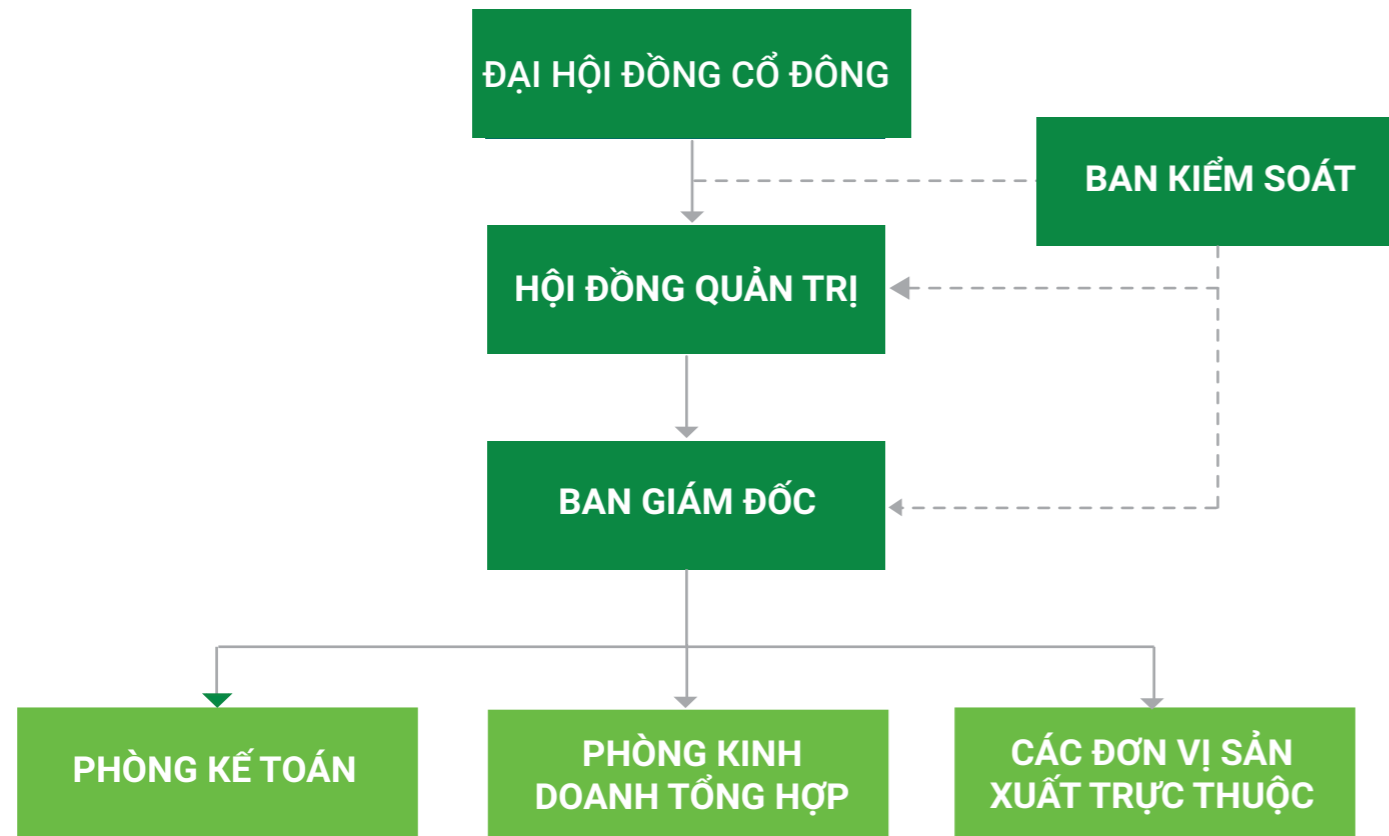 ĐẠI HỘI ĐỒNG CỔ ĐÔNG
BAN KIỂM SOÁT
HỘI ĐỒNG QUẢN TRỊ
BAN GIÁM ĐỐC
PHÒNG KẾ TOÁN
PHÒNG KINH
DOANH TỔNG HỢP
CÁC ĐƠN VỊ SẢN
XUẤT TRỰC THUỘC